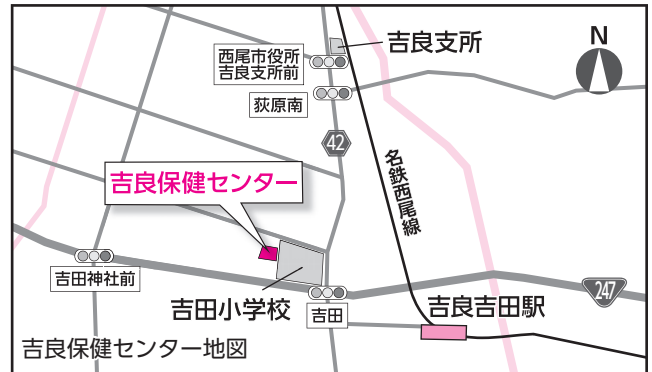 西尾市役所
吉良支所前
吉良支所
N
荻原南
42
名鉄西尾線
吉良保健センター
吉田神社前
吉田小学校
吉田
吉良吉田駅
247
吉良保健センター地図